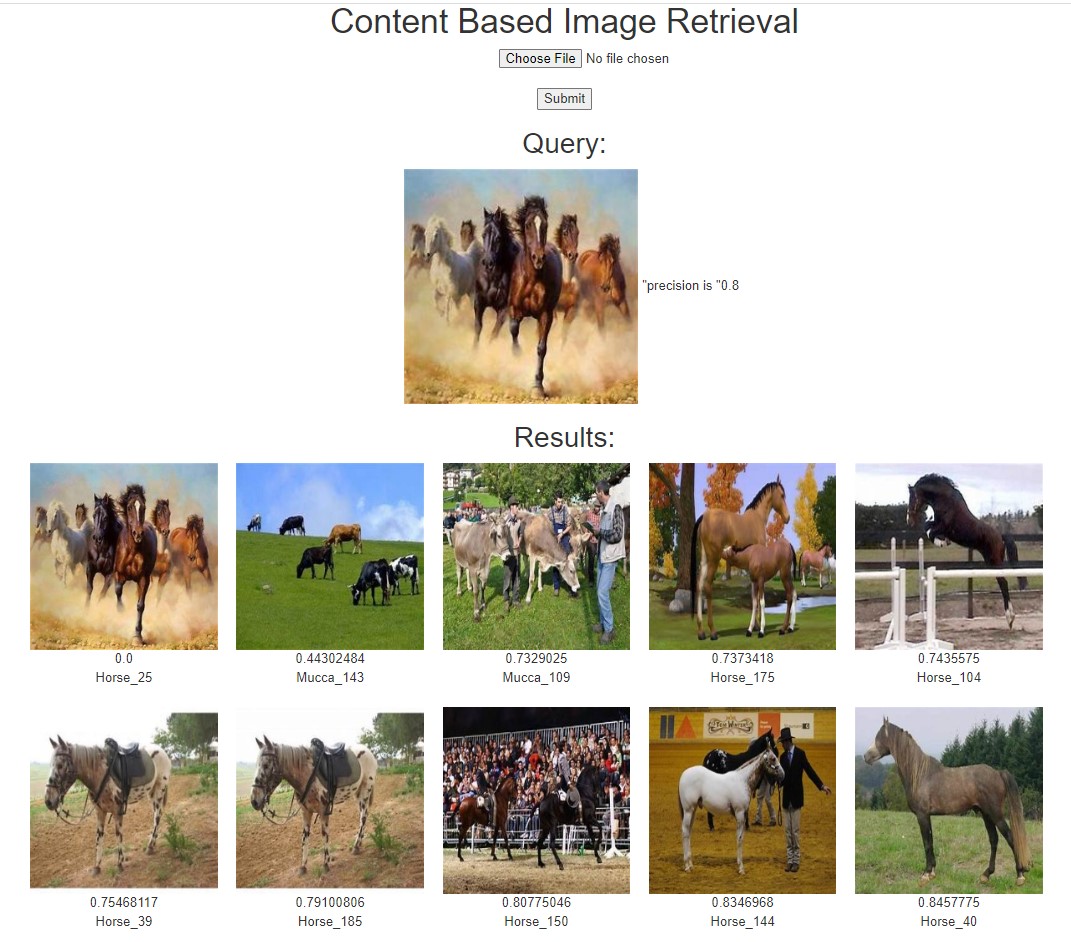 Content Based Image Retrieval
Choose File No file chosen
Submit
Query:
"precision is "0.8
Results:
0.0
Horse_25
0.44302484
Mucca_143
0.7329025
Mucca_109
0.7373418
Horse_175
0.7435575
Horse_104
0.75468117
Horse_39
0.79100806
Horse_185
0.80775046
Horse_150
0.8346968
Horse_144
0.8457775
Horse_40